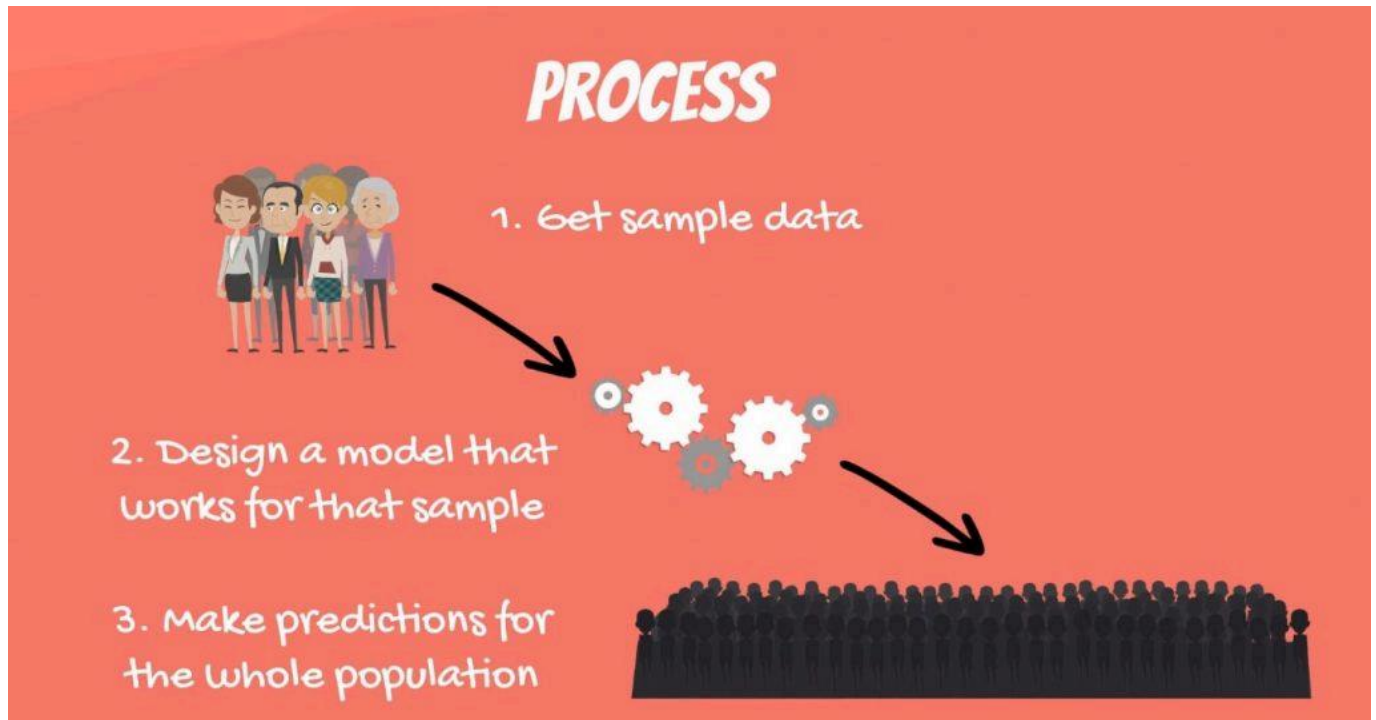 PROCESS
1. Get sample data
2. Design a model that
works for that sample
3. Make predictions for
the whole population